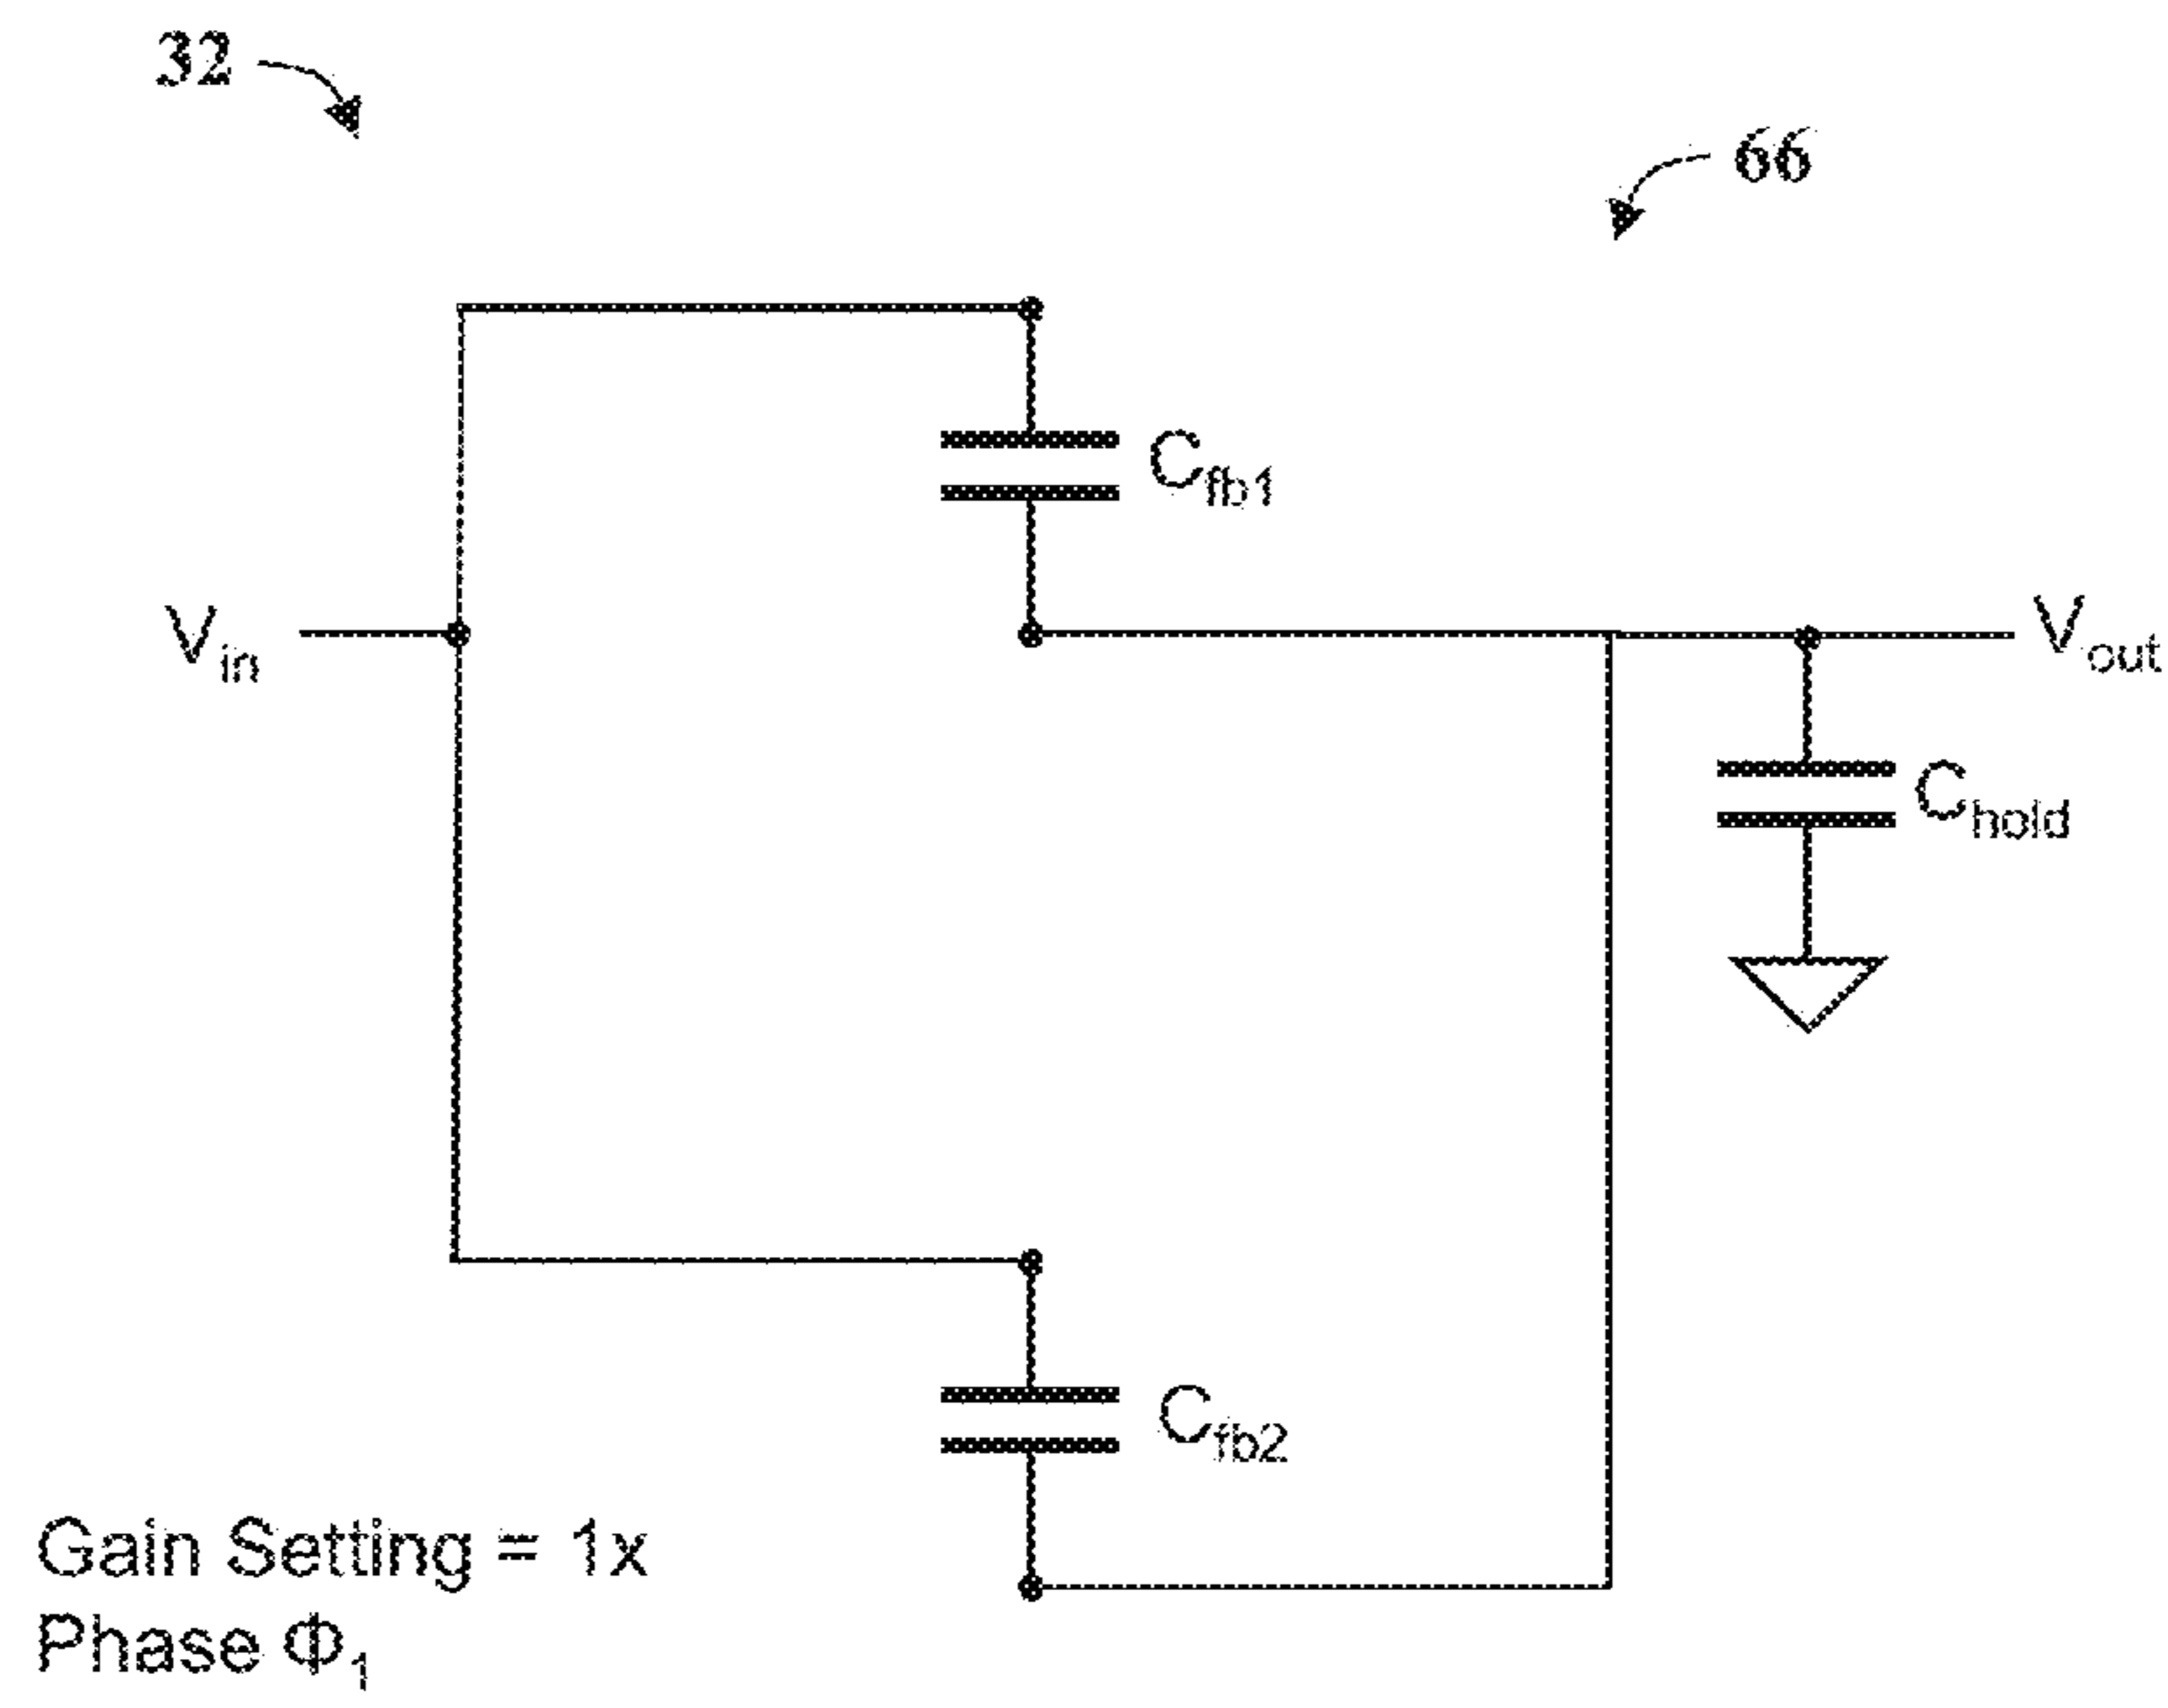 32
66
C_fb1
V_in
V_out
C_hold
C_fb2
Gain Setting = 1x
Phase Φ_1